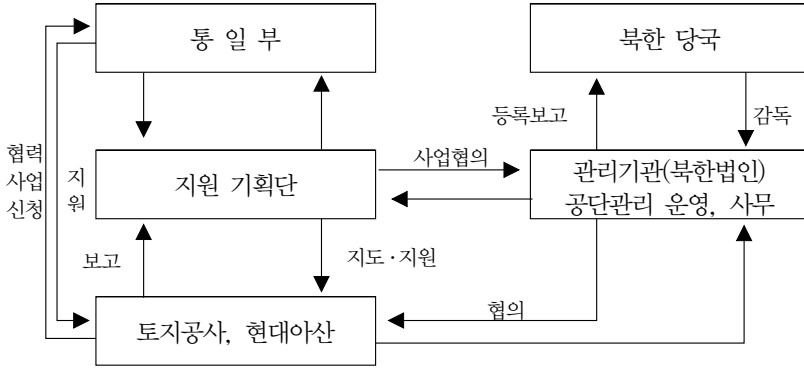 통 일 부
북한 당국
등록보고
감독
협력
사업
신청
지
원
사업협의
지원 기획단
관리기관(북한법인)
공단관리 운영, 사무
보고
지도 · 지원
협의
토지공사, 현대아산